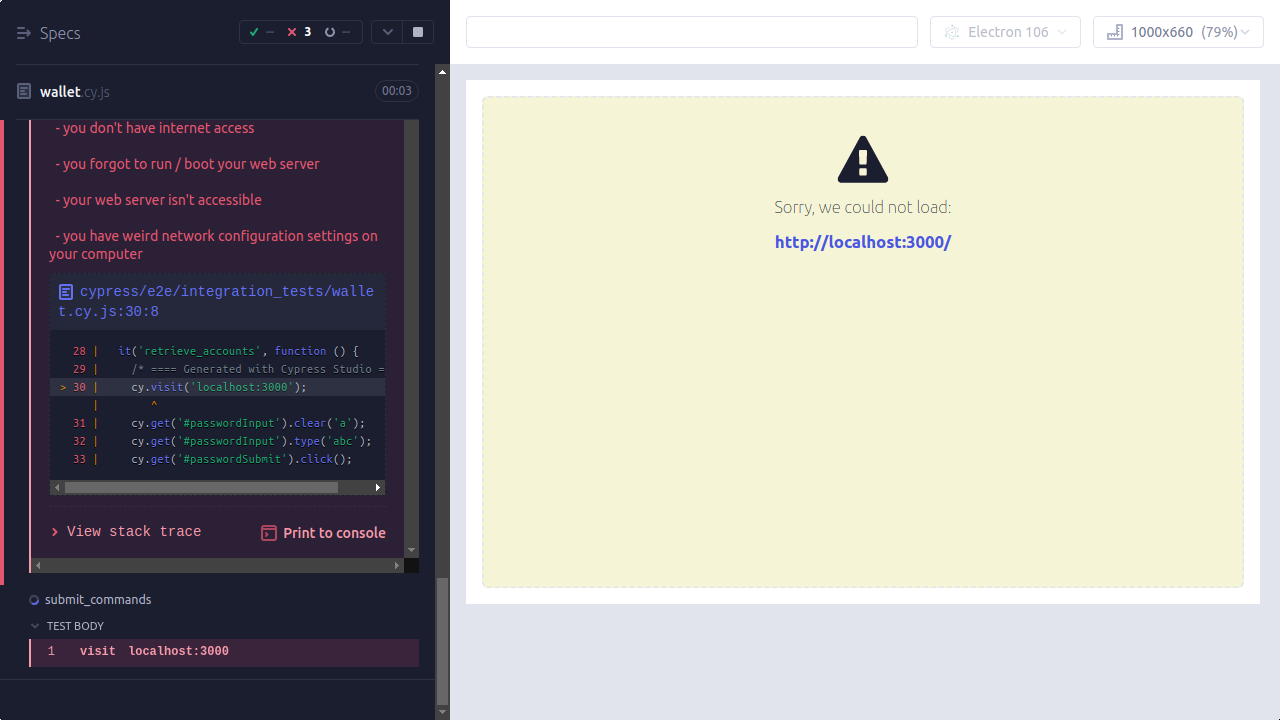 Specs
-- 3 --
wallet.cy.js 00:03
- you don't have internet access
- you forgot to run / boot your web server
- your web server isn't accessible
- you have weird network configuration settings on
your computer
cypress/e2e/integration_tests/walle
t.cy.js:30:8
28 | it('retrieve_accounts', function () {
29 | /* ==== Generated with Cypress Studio =
> 30 | cy.visit('localhost:3000');
| ^
31 | cy.get('#passwordInput').clear('a');
32 | cy.get('#passwordInput').type('abc');
33 | cy.get('#passwordSubmit').click();
View stack trace Print to console
submit_commands
TEST BODY
1 visit localhost:3000
Electron 106 1000x660 (79%)
Sorry, we could not load:
http://localhost:3000/